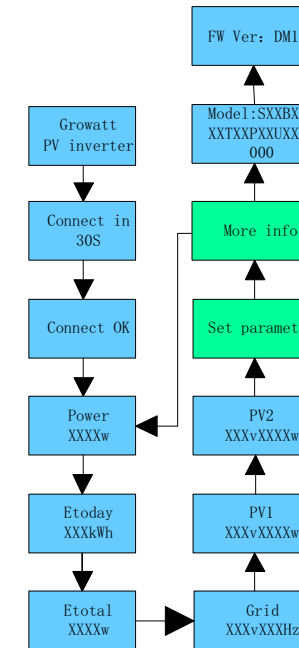 Growatt
PV inverter
Connect in
30S
Connect OK
Power
XXXXw
Etoday
XXXkWh
Etotal
XXXXw
FW Ver: DM1
Model:SXXBX
XXTXXPXXUXX
000
More info
Set paramet
PV2
XXXvXXXXw
PV1
XXXvXXXXw
Grid
XXXvXXXHz